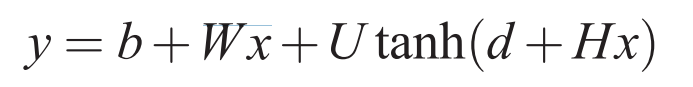 y = b + Wx + U tanh(d + Hx)